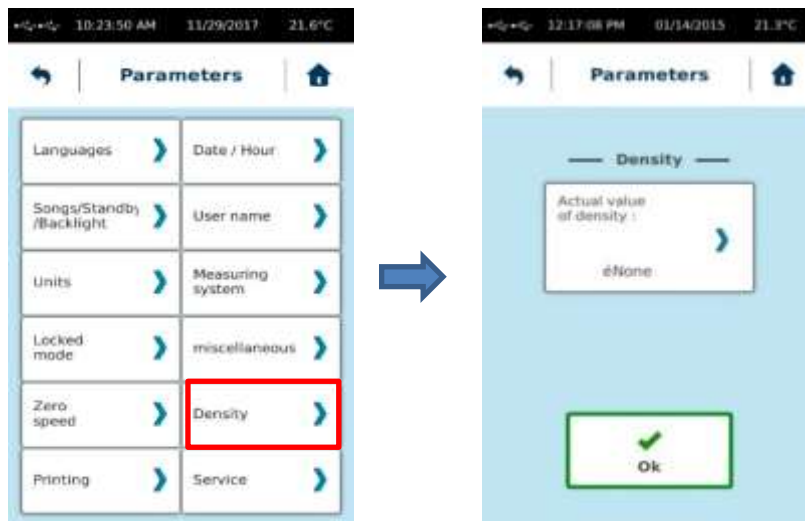 10:23:50 AM 11/29/2017 21.6°C
Parameters
Languages
Date / Hour
Songs/Standby
/Backlight
User name
Units
Measuring
system
Locked
mode
miscellaneous
Zero
speed
Density
Printing
Service
12:17:08 PM 01/14/2015 21.3°C
Parameters
Density
Actual value
of density :
éNone
Ok